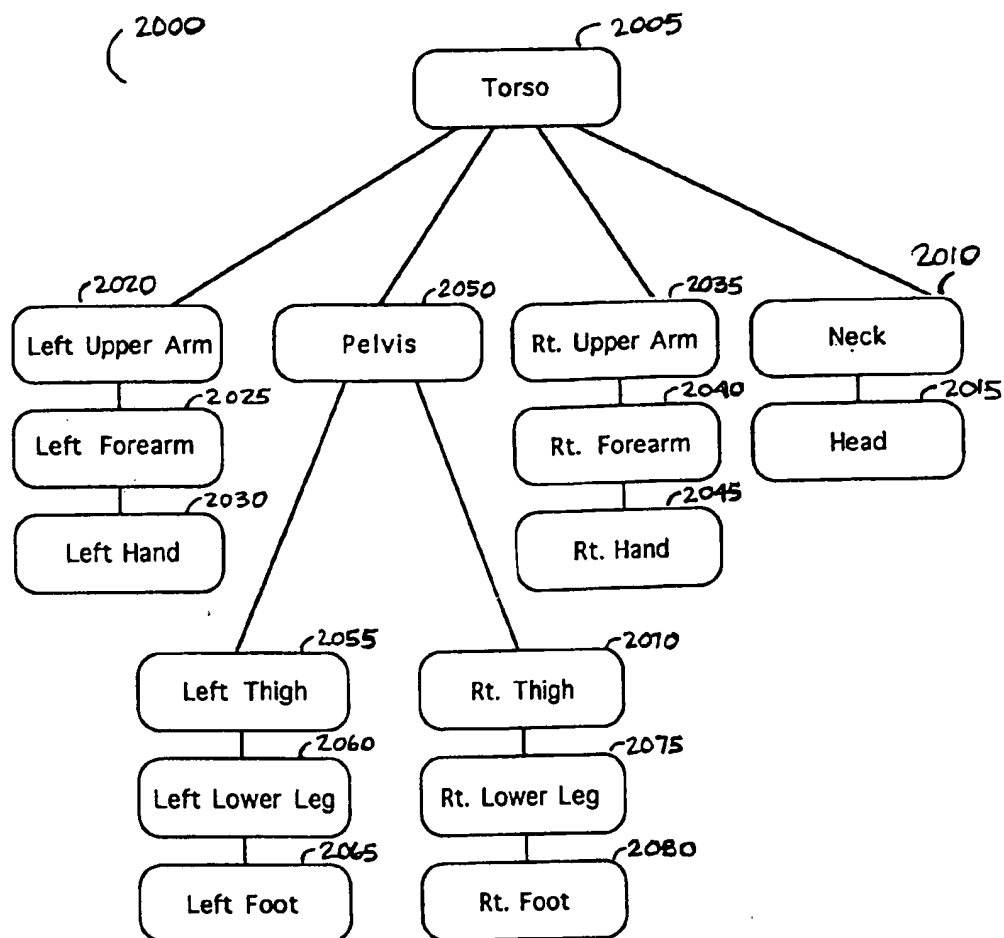 2000
2005
Torso
2020
2050
2035
2010
Left Upper Arm
Pelvis
Rt. Upper Arm
Neck
2025
2040
2015
Left Forearm
Rt. Forearm
Head
2030
2045
Left Hand
Rt. Hand
2055
2070
Left Thigh
Rt. Thigh
2060
2075
Left Lower Leg
Rt. Lower Leg
2065
2080
Left Foot
Rt. Foot